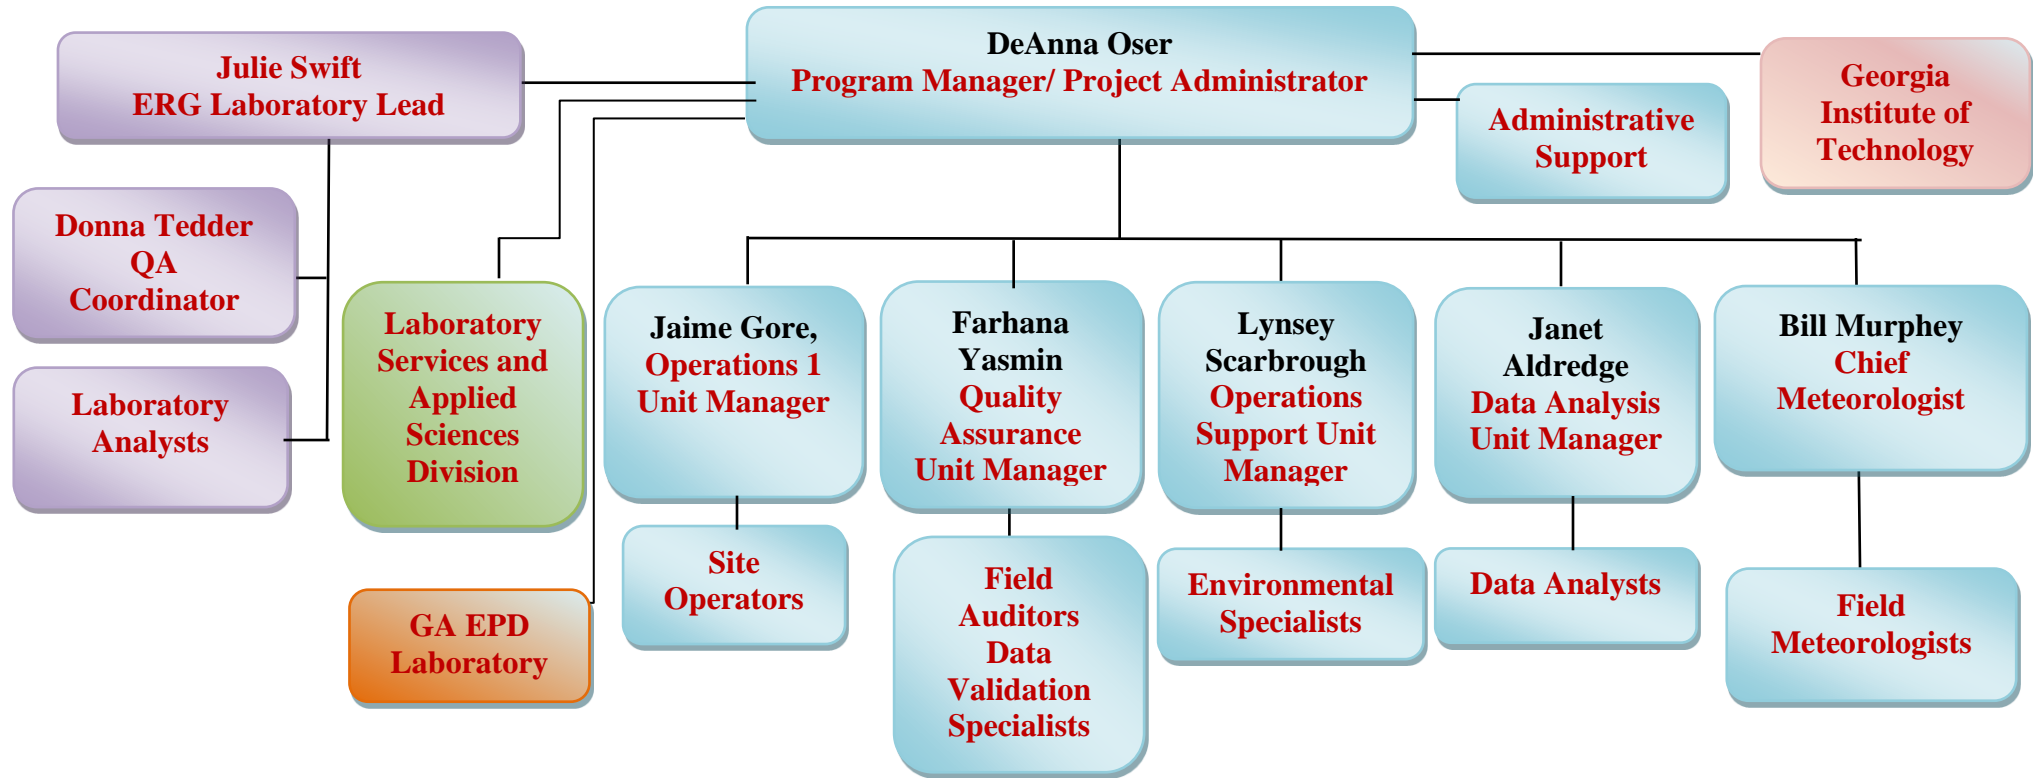 DeAnna Oser
Program Manager/ Project Administrator
Julie Swift
ERG Laboratory Lead
Georgia
Institute of
Technology
Administrative
Support
Donna Tedder
QA
Coordinator
Laboratory
Analysts
Laboratory
Services and
Applied
Sciences
Division
GA EPD
Laboratory
Jaime Gore,
Operations 1
Unit Manager
Farhana
Yasmin
Quality
Assurance
Unit Manager
Lynsey
Scarbrough
Operations
Support Unit
Manager
Janet
Aldredge
Data Analysis
Unit Manager
Bill Murphey
Chief
Meteorologist
Site
Operators
Field
Auditors
Data
Validation
Specialists
Environmental
Specialists
Data Analysts
Field
Meteorologists